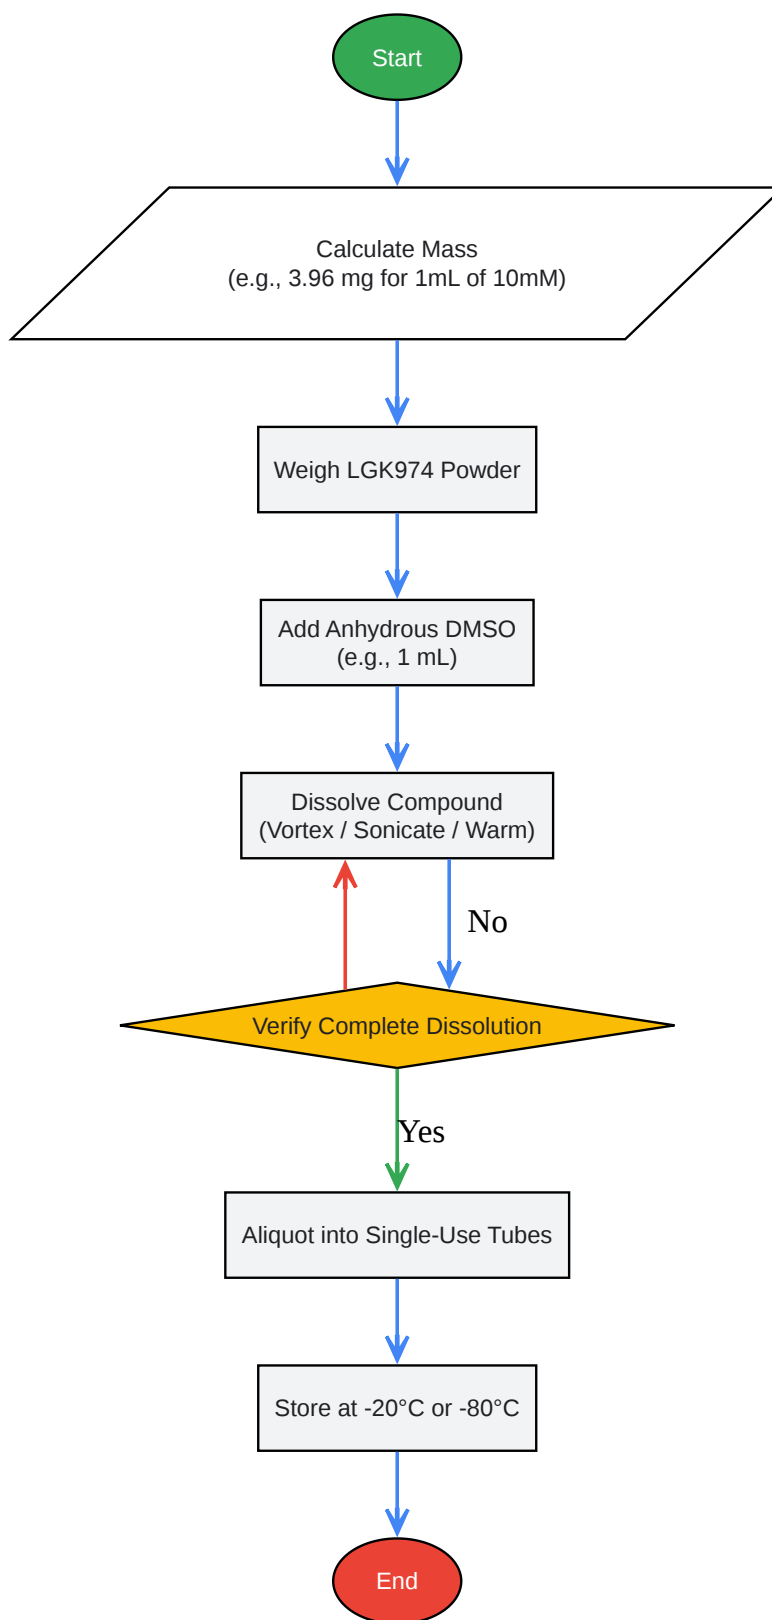 Start
Calculate Mass
(e.g., 3.96 mg for 1mL of 10mM)
Weigh LGK974 Powder
Add Anhydrous DMSO
(e.g., 1 mL)
Dissolve Compound
(Vortex / Sonicate / Warm)
No
Verify Complete Dissolution
Yes
Aliquot into Single-Use Tubes
Store at -20°C or -80°C
End